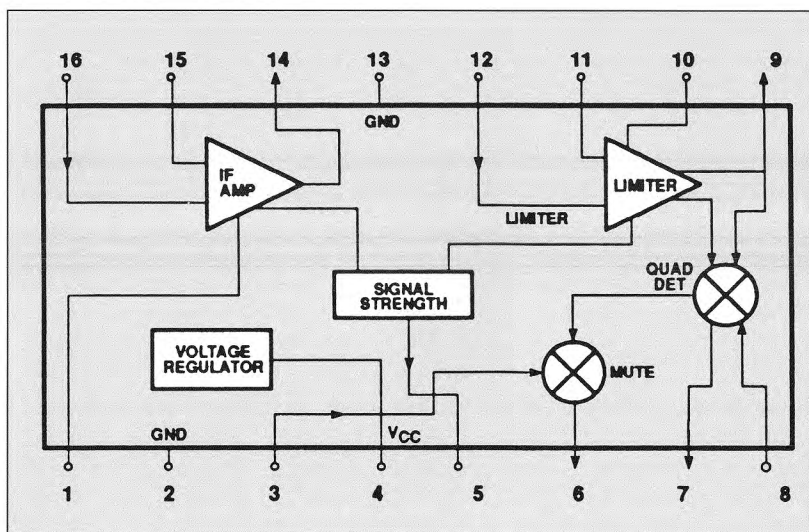 16 15 14 13 12 11 10 9
GND
IF
AMP
LIMITER
LIMITER
SIGNAL
STRENGTH
QUAD
DET
VOLTAGE
REGULATOR
MUTE
GND
VCC
1 2 3 4 5 6 7 8